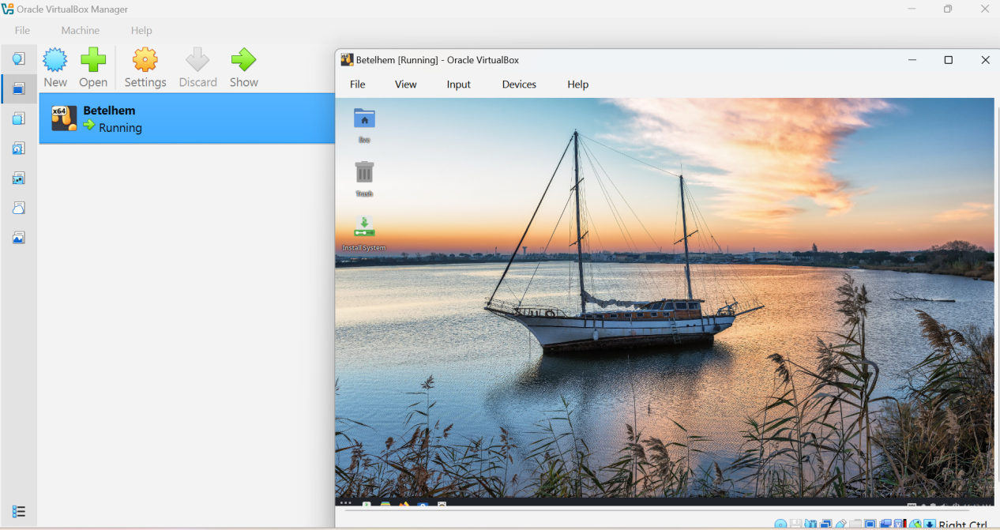 Oracle VirtualBox Manager
File Machine Help
New Open Settings Discard Show
x64
Betelhem
Running
Betelhem [Running] - Oracle VirtualBox
File View Input Devices Help
live
Trash
Install System
Right Ctrl